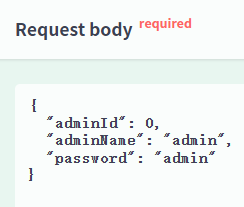 Request body required
{
  "adminId": 0,
  "adminName": "admin",
  "password": "admin"
}